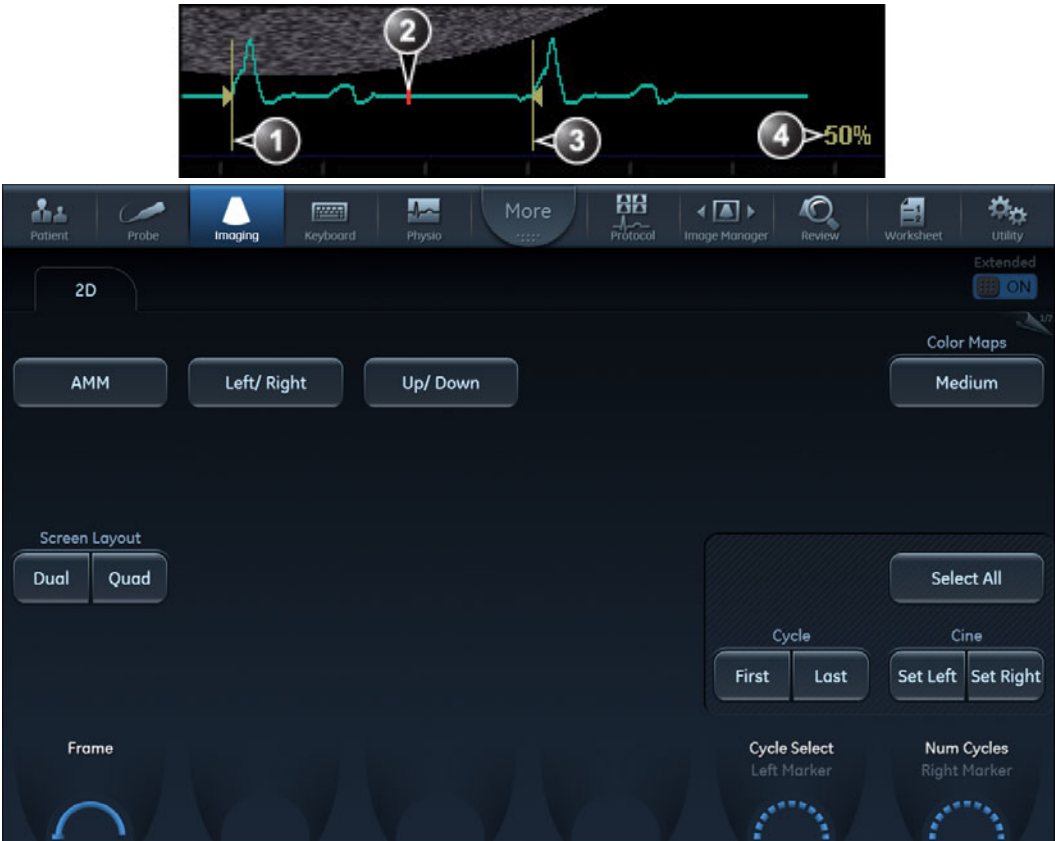 2
1
3
4
50%
Patient
Probe
Imaging
Keyboard
Physio
More
Protocol
Image Manager
Review
Worksheet
Utility
2D
Extended
ON
1/2
Color Maps
AMM
Left/ Right
Up/ Down
Medium
Screen Layout
Dual
Quad
Select All
Cycle
Cine
First
Last
Set Left
Set Right
Frame
Cycle Select
Left Marker
Num Cycles
Right Marker